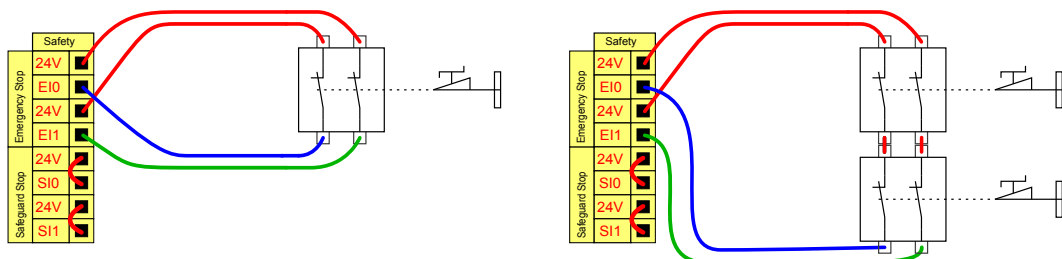 Safety
Emergency Stop
24V
EI0
24V
EI1
Safeguard Stop
24V
SI0
24V
SI1
Safety
Emergency Stop
24V
EI0
24V
EI1
Safeguard Stop
24V
SI0
24V
SI1